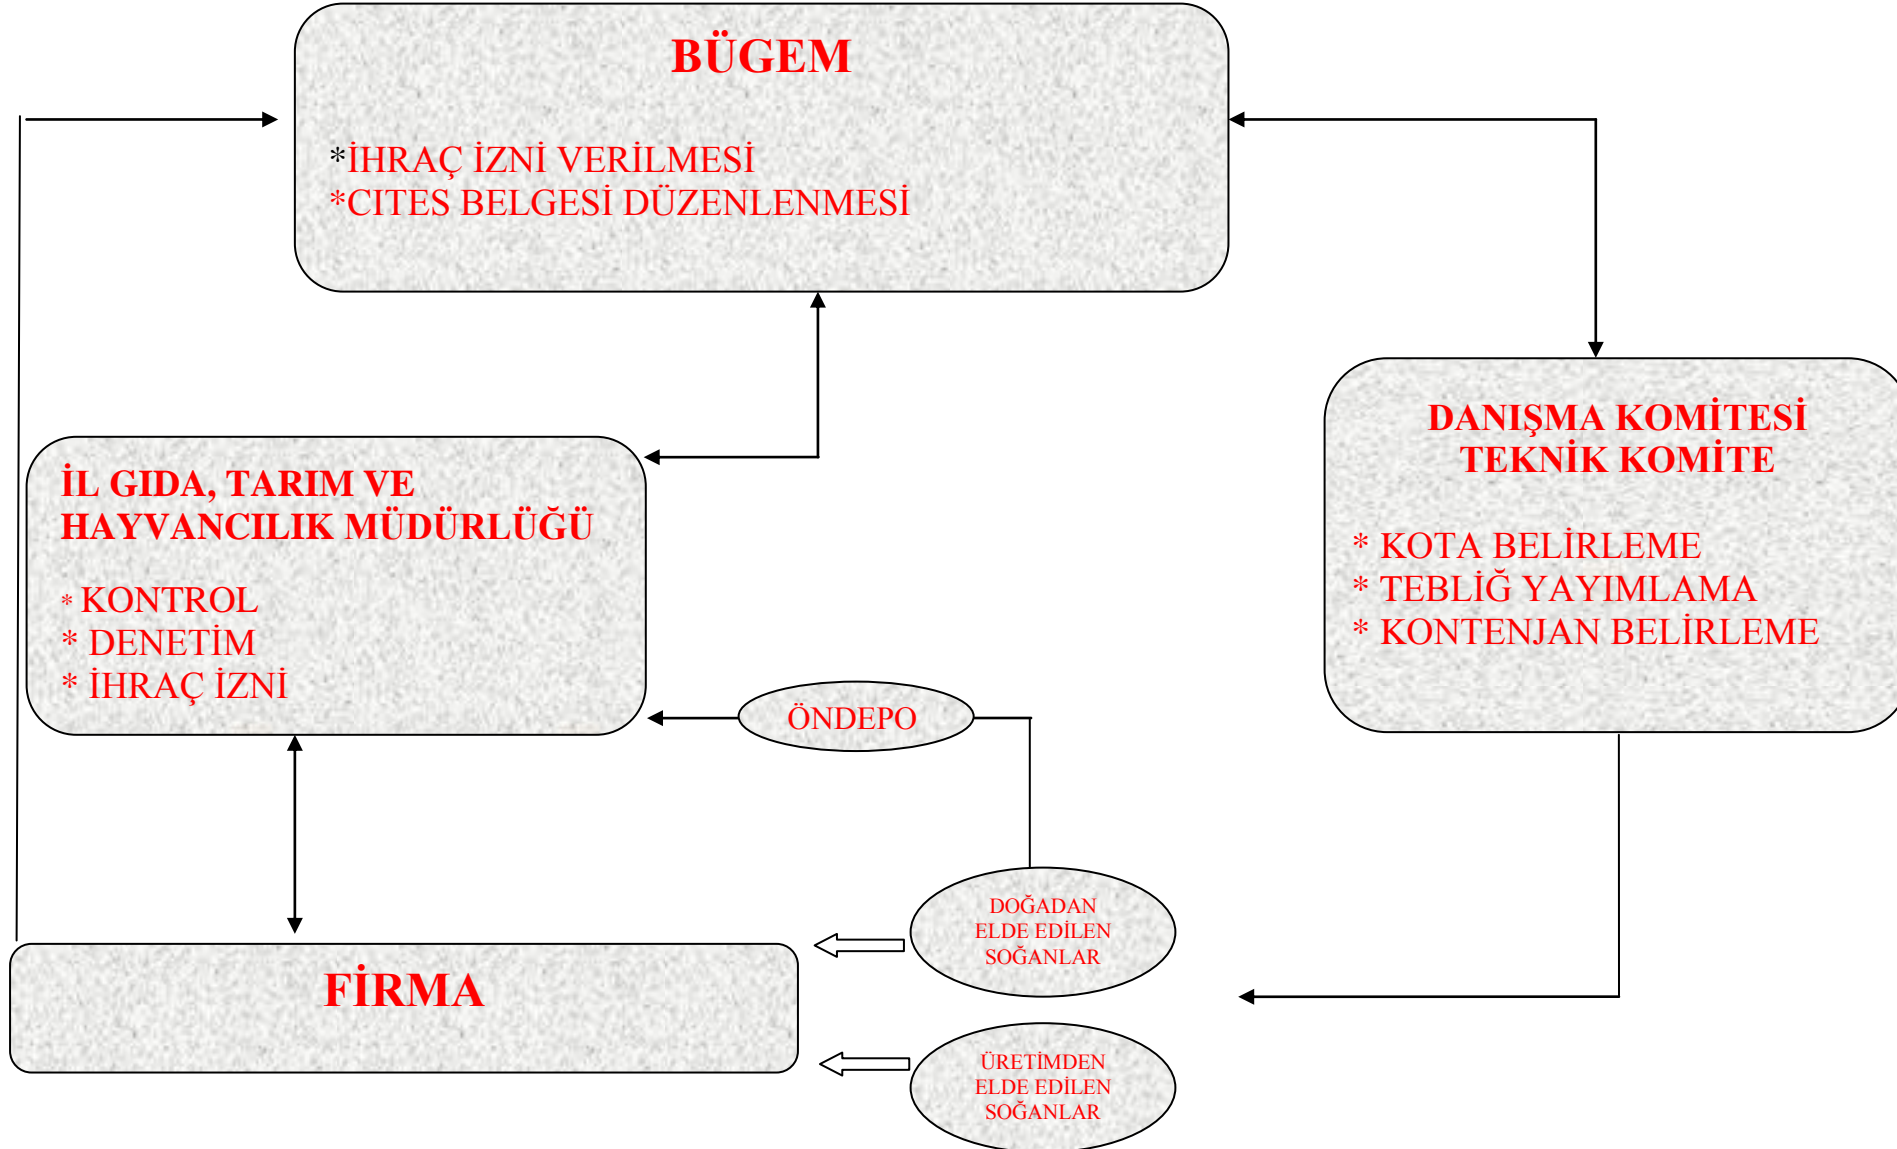 BÜGEM
*İHRAÇ İZNİ VERİLMESİ
*CITES BELGESİ DÜZENLENMESİ
DANIŞMA KOMİTESİ
TEKNİK KOMİTE
* KOTA BELİRLEME
* TEBLİĞ YAYIMLAMA
* KONTENJAN BELİRLEME
İL GIDA, TARIM VE
HAYVANCILIK MÜDÜRLÜĞÜ
* KONTROL
* DENETİM
* İHRAÇ İZNİ
ÖNDEPO
DOĞADAN
ELDE EDİLEN
SOĞANLAR
FİRMA
ÜRETİMDEN
ELDE EDİLEN
SOĞANLAR